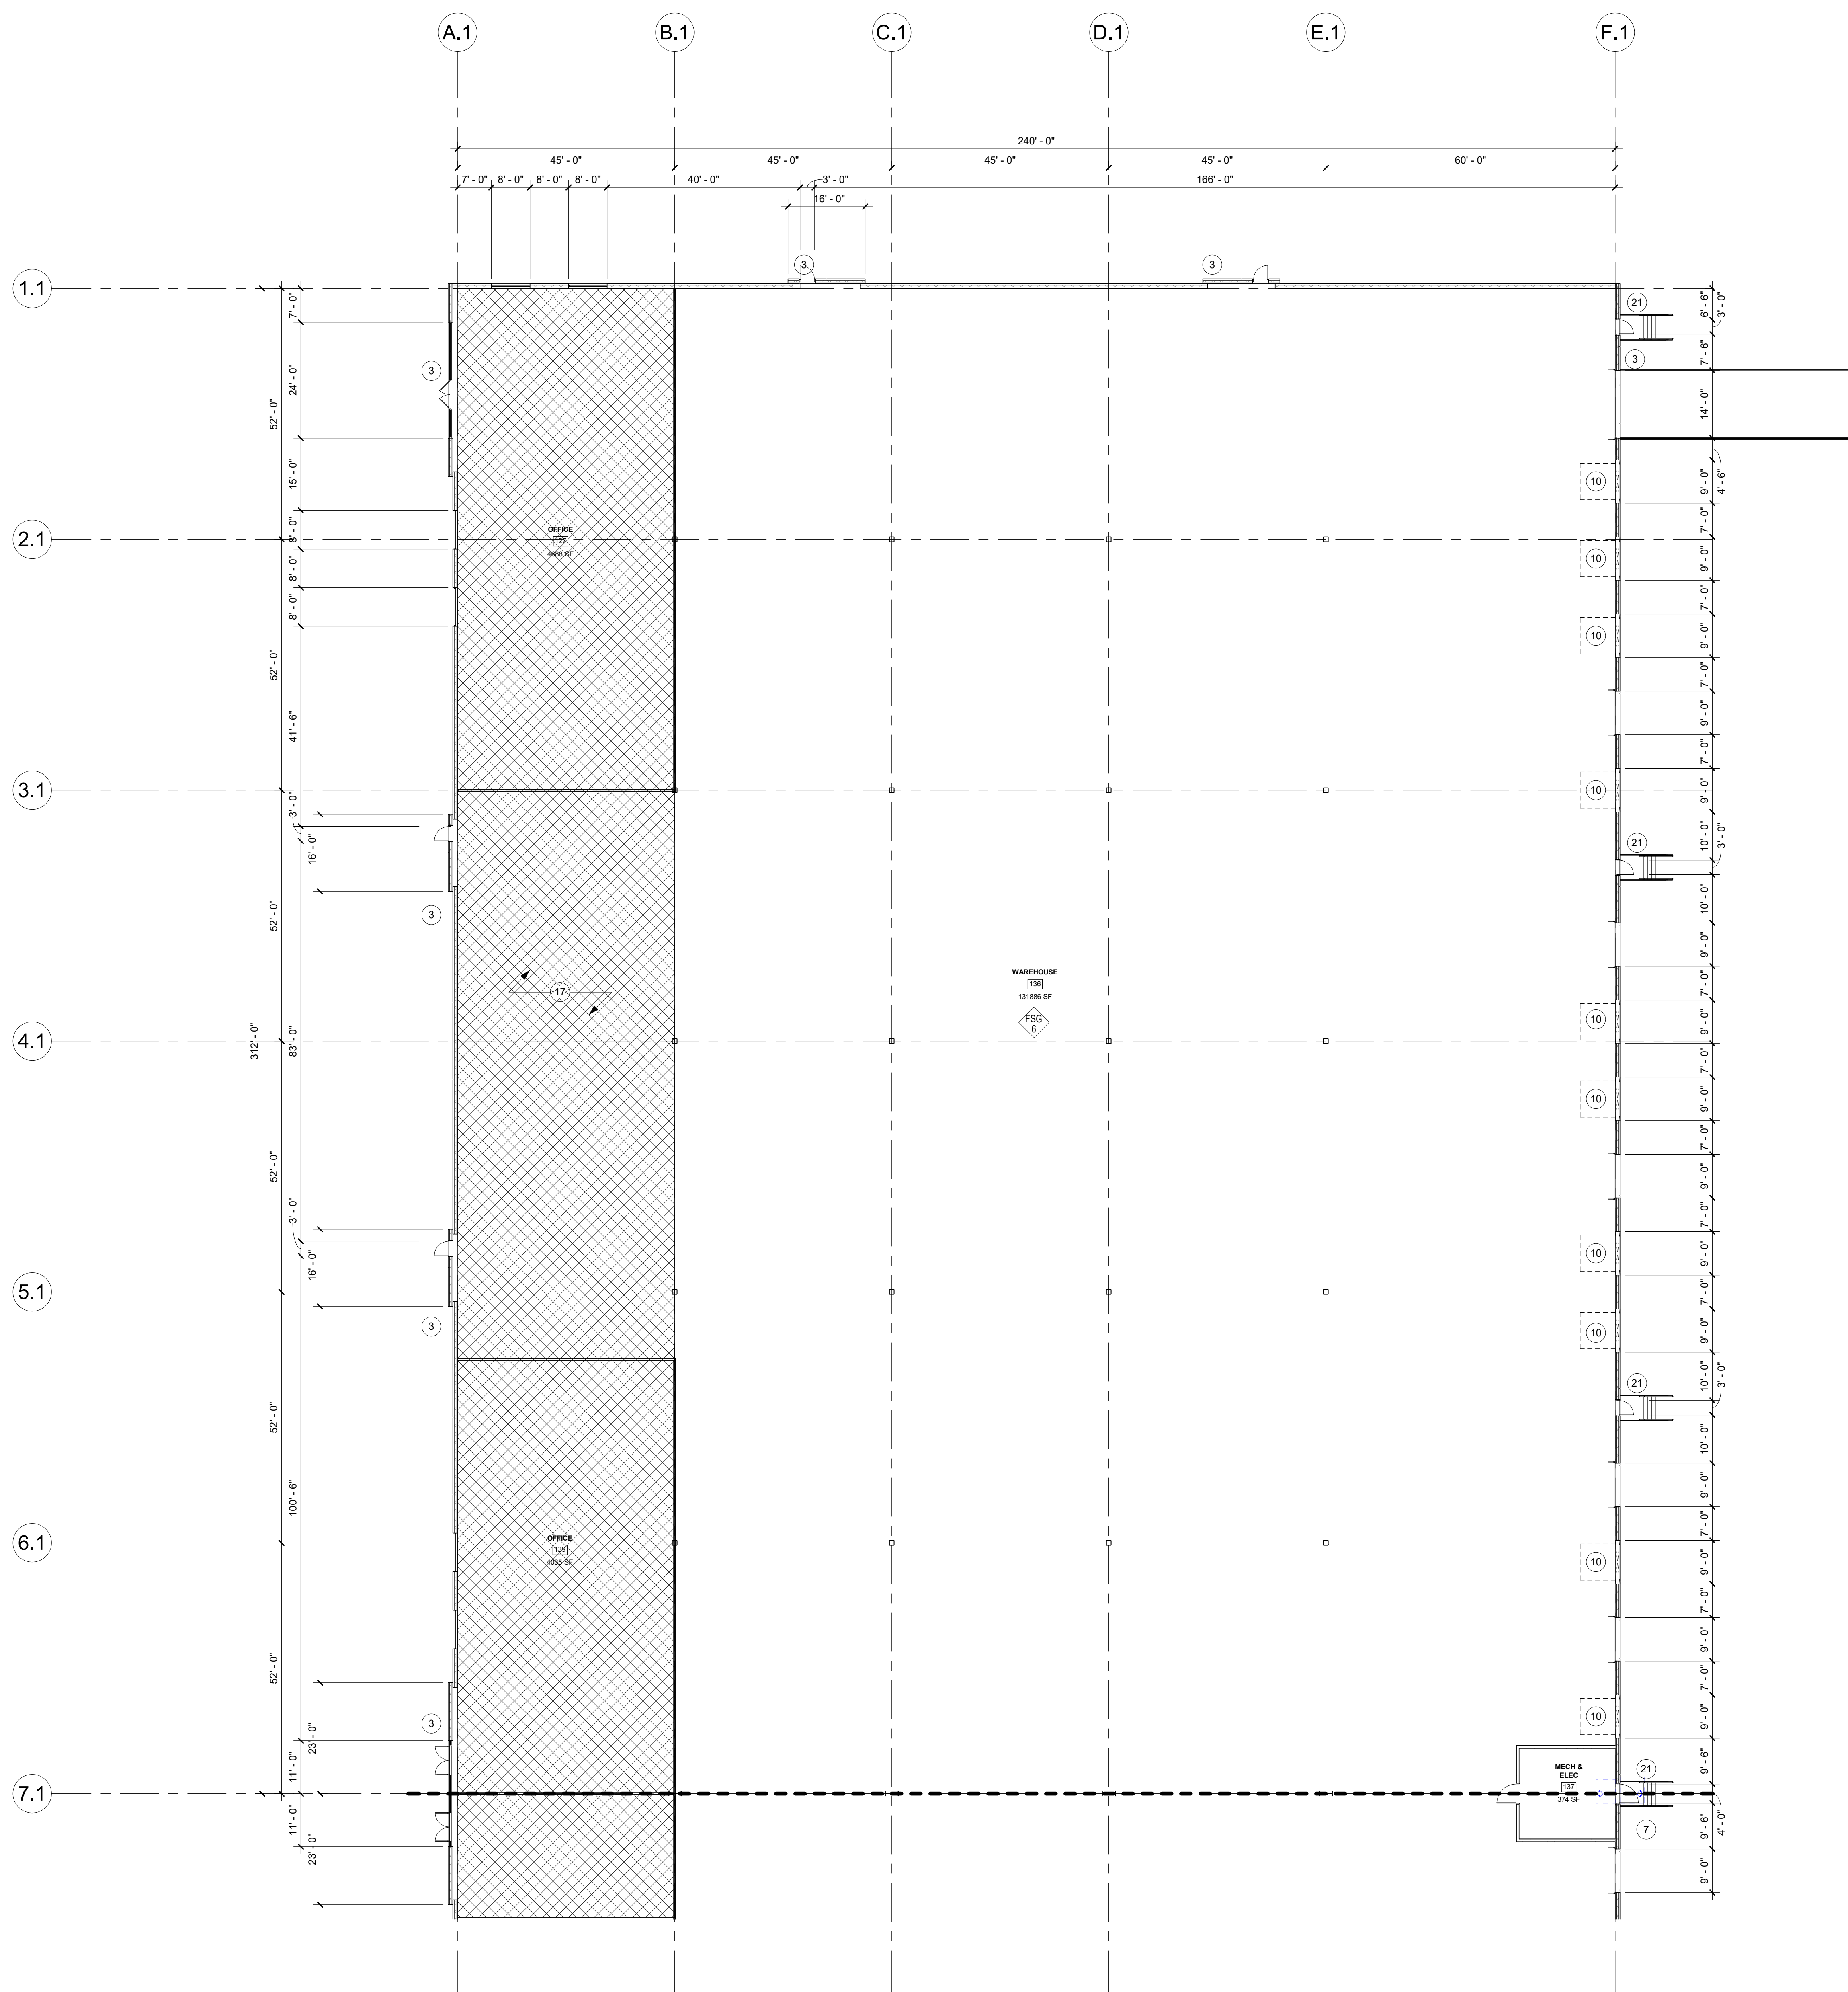 A.1
B.1
C.1
D.1
E.1
F.1
240' - 0"
45' - 0"
45' - 0"
45' - 0"
45' - 0"
60' - 0"
7' - 0"
8' - 0"
8' - 0"
8' - 0"
40' - 0"
3' - 0"
166' - 0"
16' - 0"
3
3
1.1
2.1
3.1
4.1
5.1
6.1
7.1
312' - 0"
52' - 0"
52' - 0"
52' - 0"
52' - 0"
52' - 0"
52' - 0"
7' - 0"
24' - 0"
15' - 0"
8' - 0"
8' - 0"
8' - 0"
41' - 6"
3' - 0"
83' - 0"
3' - 0"
100' - 6"
11' - 0"
11' - 0"
16' - 0"
16' - 0"
23' - 0"
23' - 0"
3
3
3
3
OFFICE
127
4688 SF
17
OFFICE
139
4035 SF
WAREHOUSE
136
131886 SF
FSG
6
MECH &
ELEC
137
374 SF
10
10
10
10
10
10
10
10
10
10
21
3
21
21
21
7
6' - 6"
3' - 0"
7' - 6"
14' - 0"
4' - 6"
9' - 0"
7' - 0"
9' - 0"
7' - 0"
9' - 0"
7' - 0"
9' - 0"
7' - 0"
9' - 0"
10' - 0"
3' - 0"
10' - 0"
9' - 0"
7' - 0"
9' - 0"
7' - 0"
9' - 0"
7' - 0"
9' - 0"
7' - 0"
9' - 0"
7' - 0"
9' - 0"
10' - 0"
3' - 0"
10' - 0"
9' - 0"
7' - 0"
9' - 0"
7' - 0"
9' - 0"
7' - 0"
9' - 0"
9' - 6"
4' - 0"
9' - 6"
9' - 0"